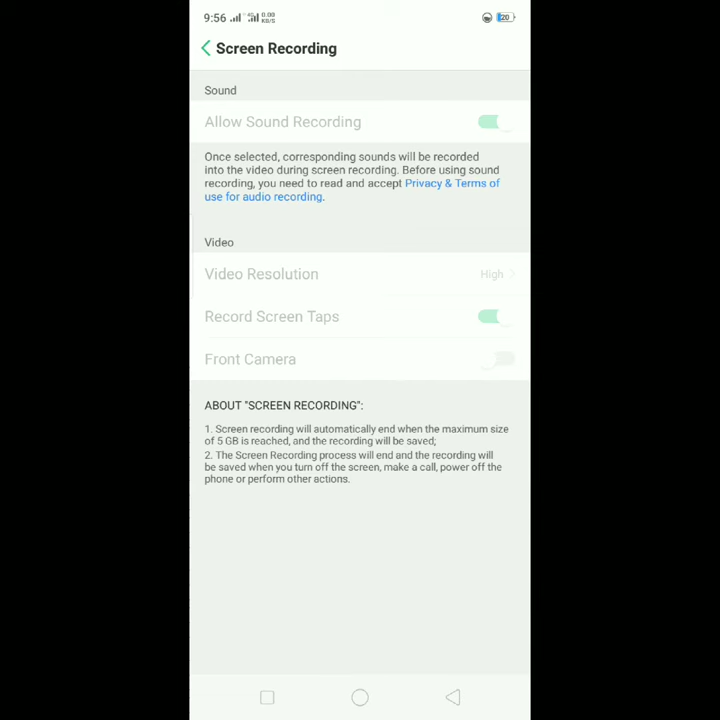 9:56 4G 0.00 KB/S 20
Screen Recording
Sound
Allow Sound Recording
Once selected, corresponding sounds will be recorded
into the video during screen recording. Before using sound
recording, you need to read and accept Privacy & Terms of
use for audio recording.
Video
Video Resolution High
Record Screen Taps
Front Camera
ABOUT "SCREEN RECORDING":
1. Screen recording will automatically end when the maximum size
of 5 GB is reached, and the recording will be saved;
2. The Screen Recording process will end and the recording will
be saved when you turn off the screen, make a call, power off the
phone or perform other actions.